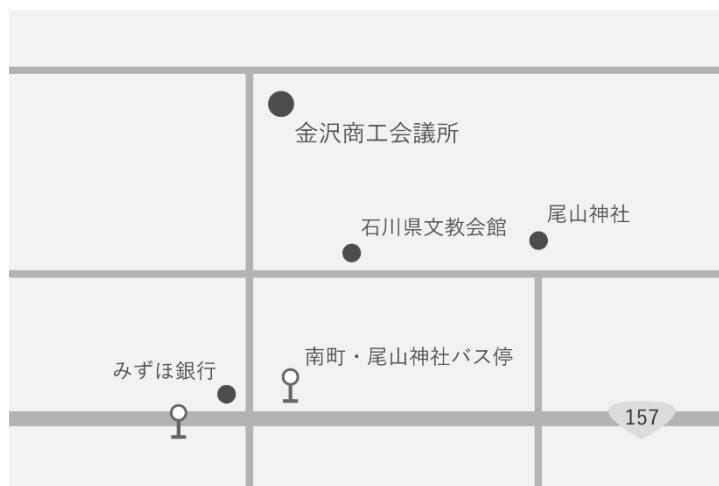 金沢商工会議所
尾山神社
石川県文教会館
南町・尾山神社バス停
みずほ銀行
157